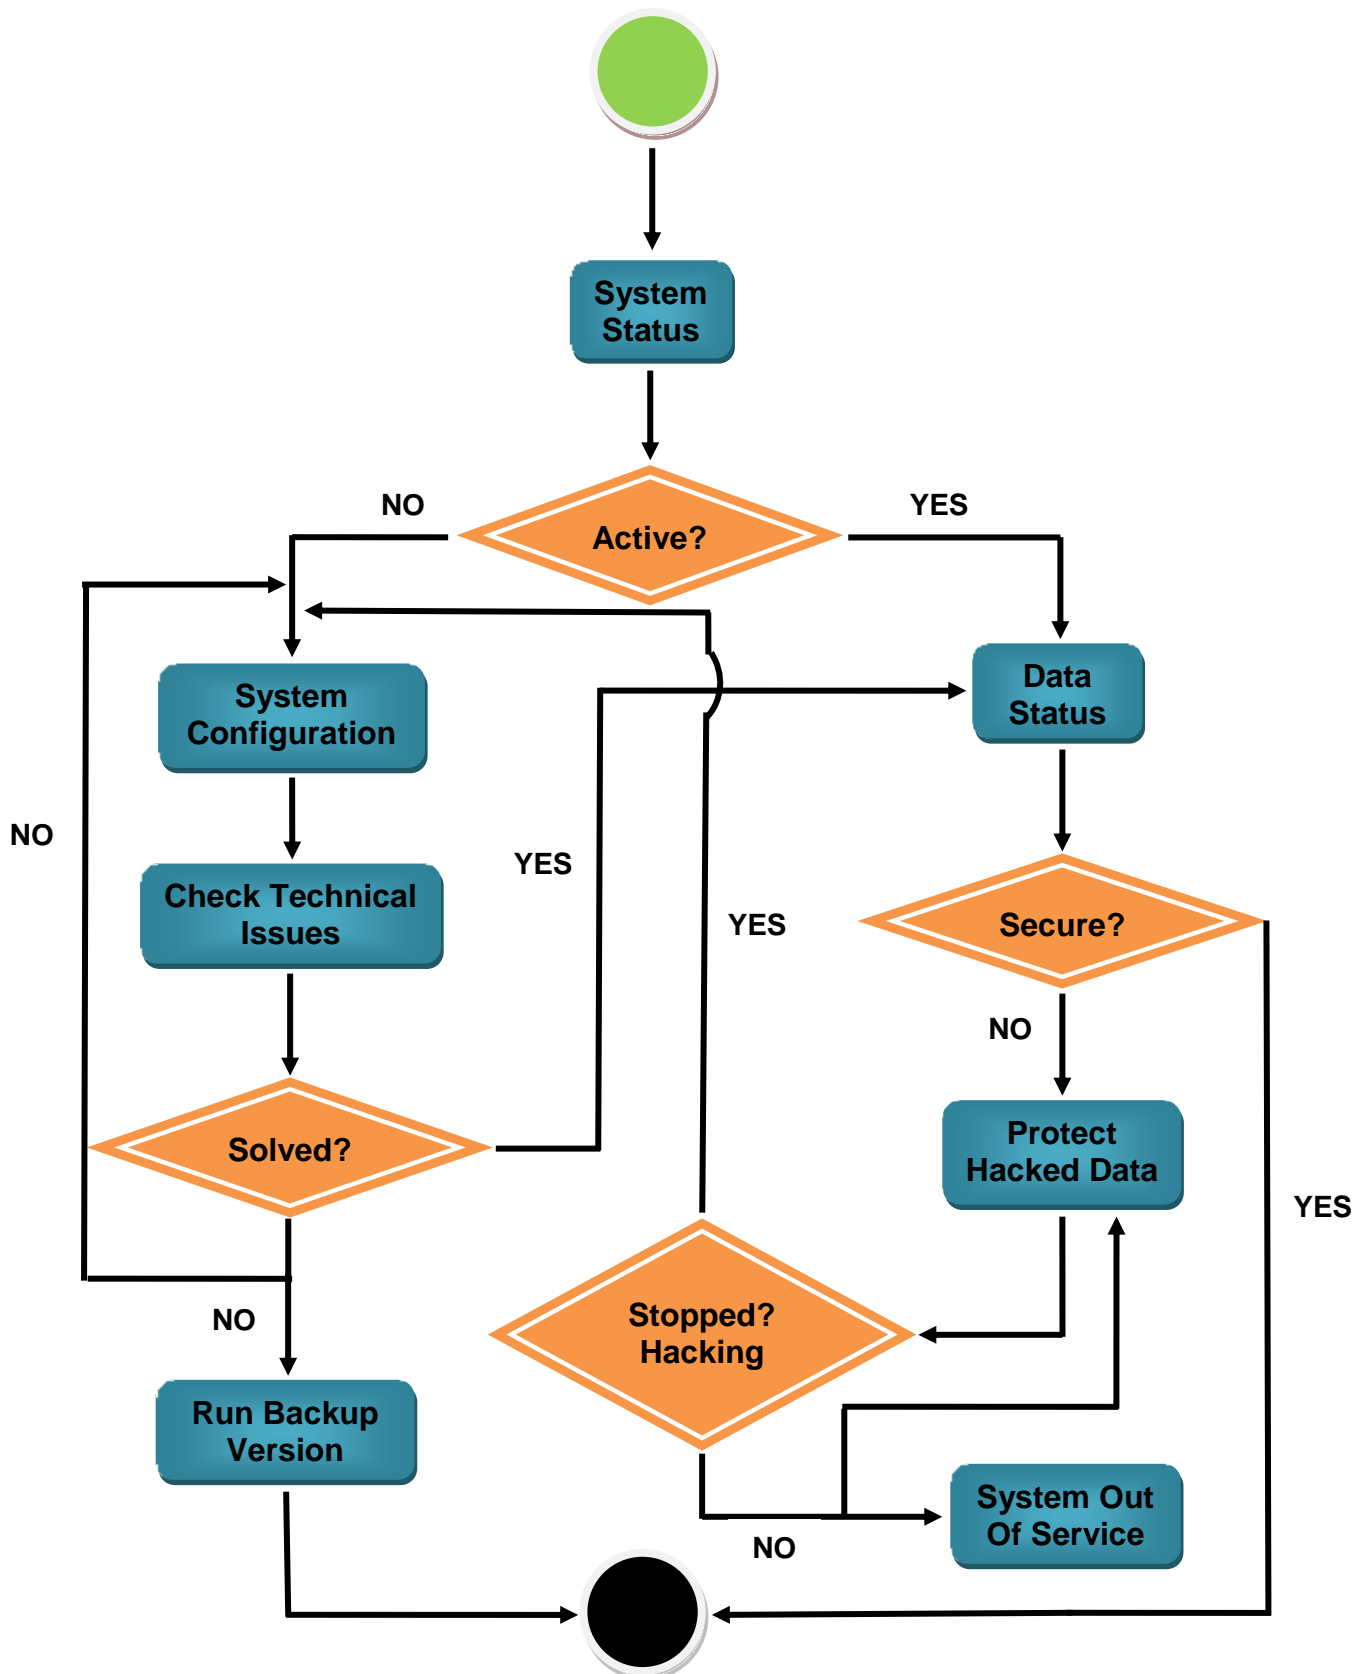 System
Status
NO
YES
Active?
System
Configuration
Data
Status
NO
YES
Check Technical
Issues
YES
Secure?
NO
Solved?
Protect
Hacked Data
YES
NO
Stopped?
Hacking
Run Backup
Version
System Out
Of Service
NO